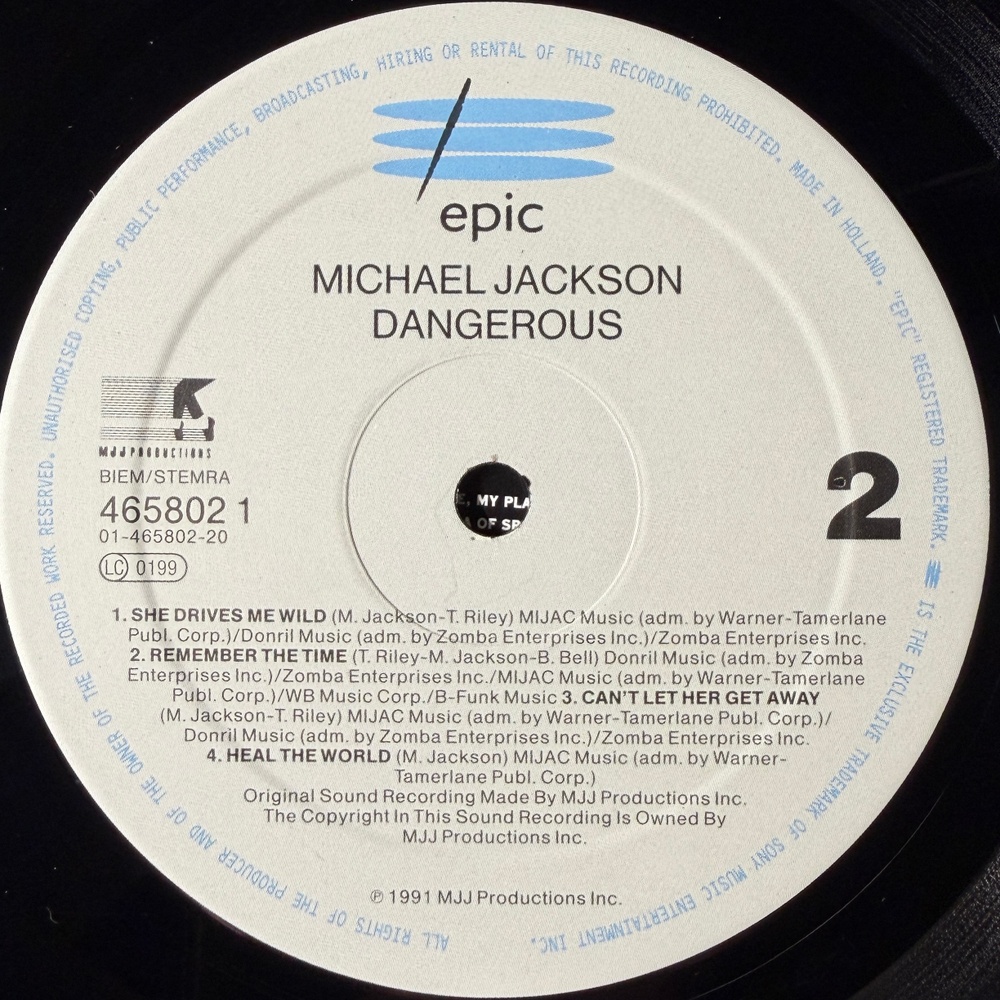 ALL RIGHTS OF THE PRODUCER AND OF THE OWNER OF THE RECORDED WORK RESERVED. UNAUTHORISED COPYING, PUBLIC PERFORMANCE, BROADCASTING, HIRING OR RENTAL OF THIS RECORDING PROHIBITED. MADE IN HOLLAND. "EPIC" REGISTERED TRADEMARK. IS THE EXCLUSIVE TRADEMARK OF SONY MUSIC ENTERTAINMENT INC.
epic
MICHAEL JACKSON
DANGEROUS
MJJ PRODUCTIONS
BIEM/STEMRA
465802 1
01-465802-20
LC 0199
2
E, MY PLA
A OF SP
1. SHE DRIVES ME WILD (M. Jackson-T. Riley) MIJAC Music (adm. by Warner-Tamerlane
Publ. Corp.)/Donril Music (adm. by Zomba Enterprises Inc.)/Zomba Enterprises Inc.
2. REMEMBER THE TIME (T. Riley-M. Jackson-B. Bell) Donril Music (adm. by Zomba
Enterprises Inc.)/Zomba Enterprises Inc./MIJAC Music (adm. by Warner-Tamerlane
Publ. Corp.)/WB Music Corp./B-Funk Music 3. CAN'T LET HER GET AWAY
(M. Jackson-T. Riley) MIJAC Music (adm. by Warner-Tamerlane Publ. Corp.)/
Donril Music (adm. by Zomba Enterprises Inc.)/Zomba Enterprises Inc.
4. HEAL THE WORLD (M. Jackson) MIJAC Music (adm. by Warner-
Tamerlane Publ. Corp.)
Original Sound Recording Made By MJJ Productions Inc.
The Copyright In This Sound Recording Is Owned By
MJJ Productions Inc.
℗ 1991 MJJ Productions Inc.